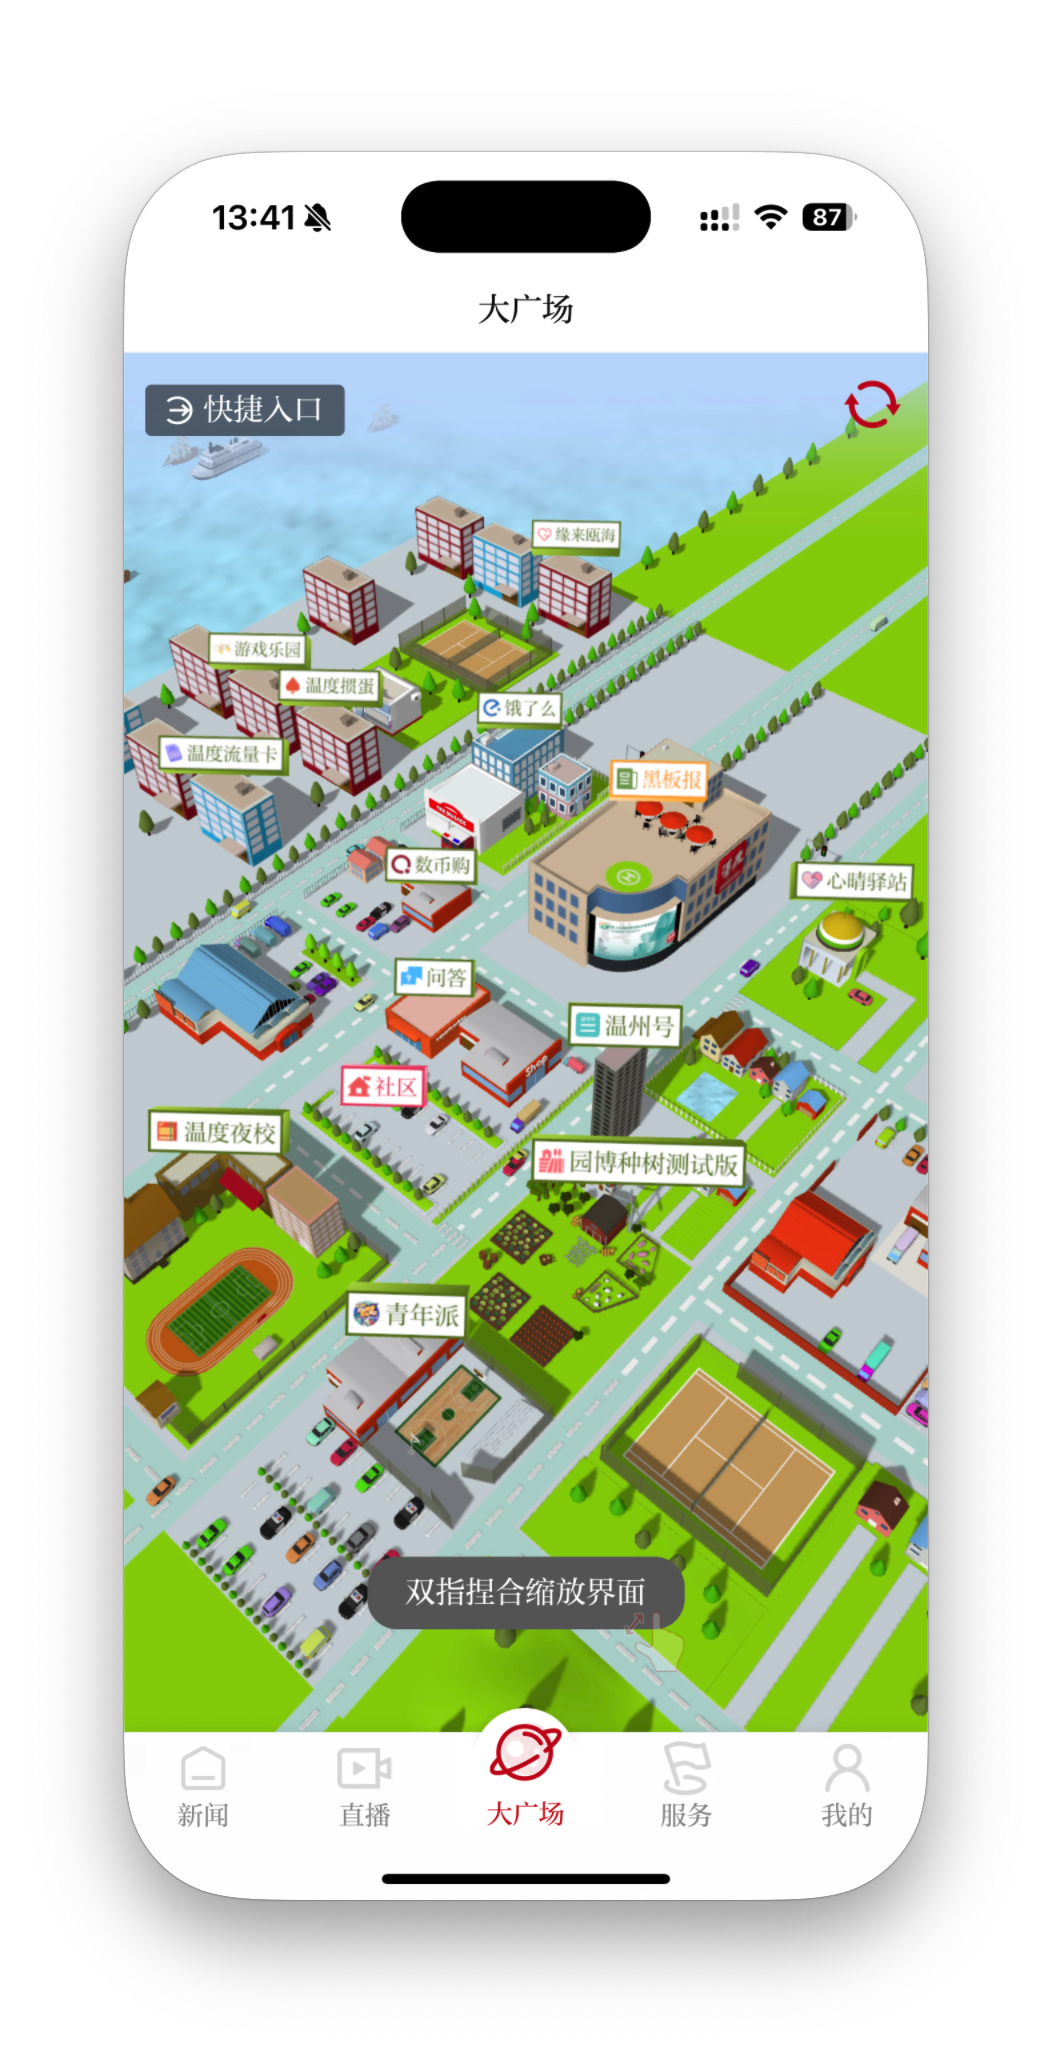 13:41
87
大广场
快捷入口
缘来瓯海
游戏乐园
温度掼蛋
饿了么
温度流量卡
黑板报
数币购
心晴驿站
问答
温州号
Shop
社区
温度夜校
园博种树测试版
青年派
双指捏合缩放界面
新闻
直播
大广场
服务
我的